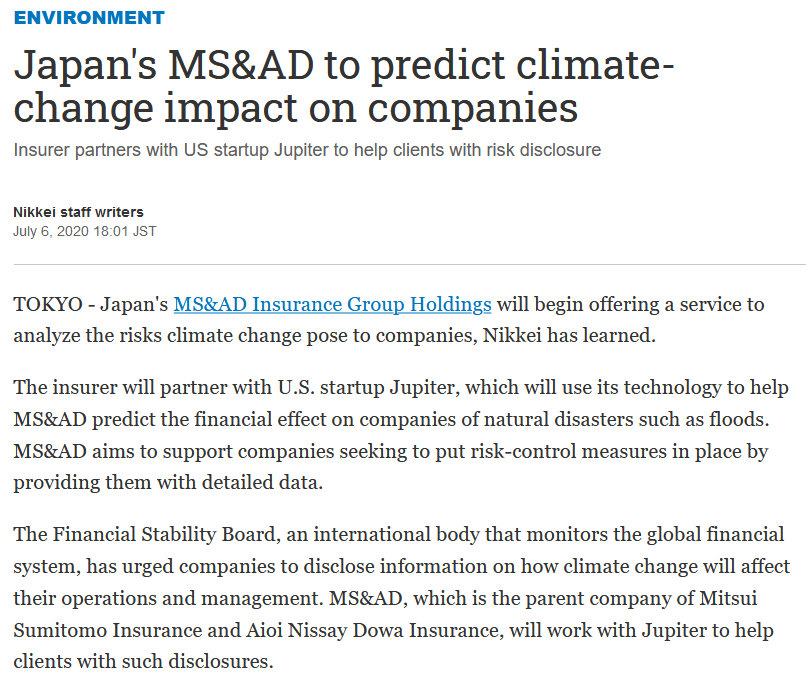 ENVIRONMENT
Japan's MS&AD to predict climate-
change impact on companies
Insurer partners with US startup Jupiter to help clients with risk disclosure
Nikkei staff writers
July 6, 2020 18:01 JST
TOKYO - Japan's MS&AD Insurance Group Holdings will begin offering a service to
analyze the risks climate change pose to companies, Nikkei has learned.
The insurer will partner with U.S. startup Jupiter, which will use its technology to help
MS&AD predict the financial effect on companies of natural disasters such as floods.
MS&AD aims to support companies seeking to put risk-control measures in place by
providing them with detailed data.
The Financial Stability Board, an international body that monitors the global financial
system, has urged companies to disclose information on how climate change will affect
their operations and management. MS&AD, which is the parent company of Mitsui
Sumitomo Insurance and Aioi Nissay Dowa Insurance, will work with Jupiter to help
clients with such disclosures.